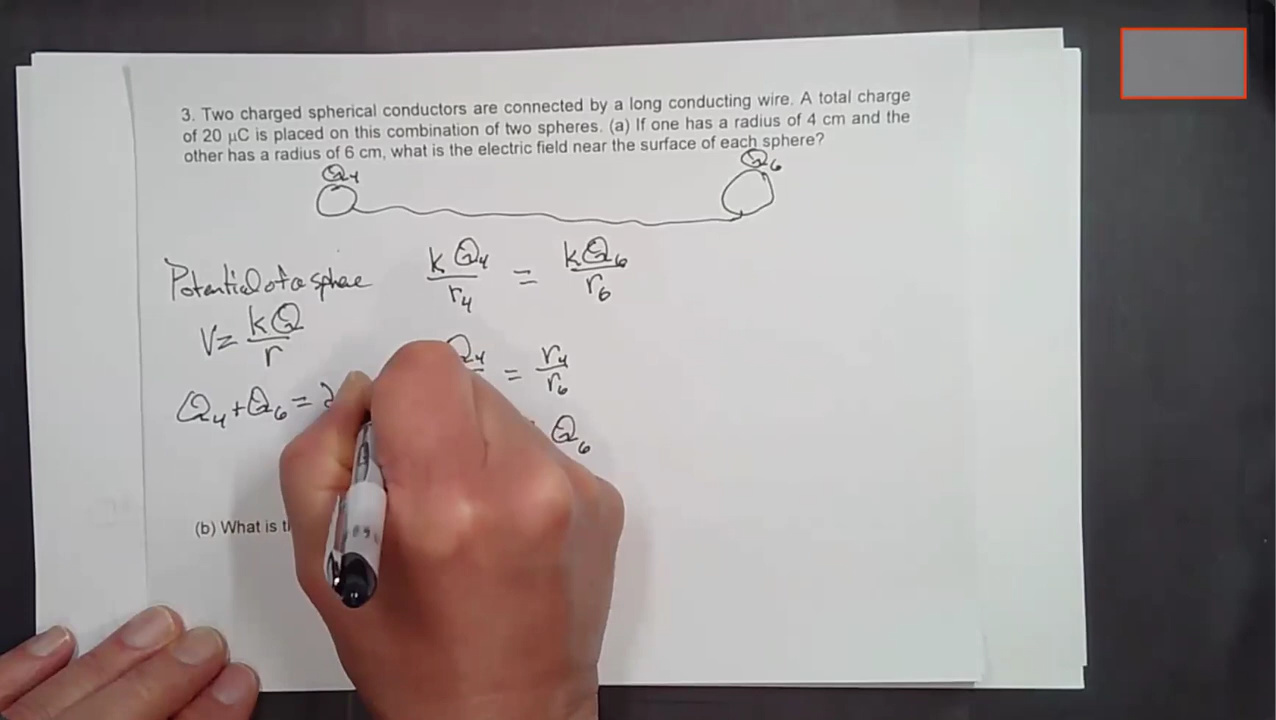 3. Two charged spherical conductors are connected by a long conducting wire. A total charge
of 20 μC is placed on this combination of two spheres. (a) If one has a radius of 4 cm and the
other has a radius of 6 cm, what is the electric field near the surface of each sphere?
Q₄ Q₆
Potential of a sphere
kQ₄/r₄ = kQ₆/r₆
V = kQ/r
Q₄ = r₄/r₆
Q₄ + Q₆ = 2
Q₆
(b) What is